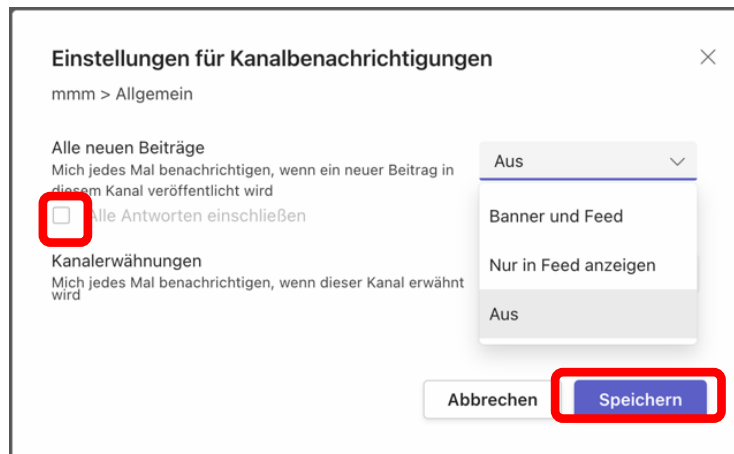 Einstellungen für Kanalbenachrichtigungen
mmm > Allgemein
Alle neuen Beiträge
Mich jedes Mal benachrichtigen, wenn ein neuer Beitrag in
diesem Kanal veröffentlicht wird
Aus
Alle Antworten einschließen
Banner und Feed
Kanalerwähnungen
Mich jedes Mal benachrichtigen, wenn dieser Kanal erwähnt
wird
Nur in Feed anzeigen
Aus
Abbrechen
Speichern